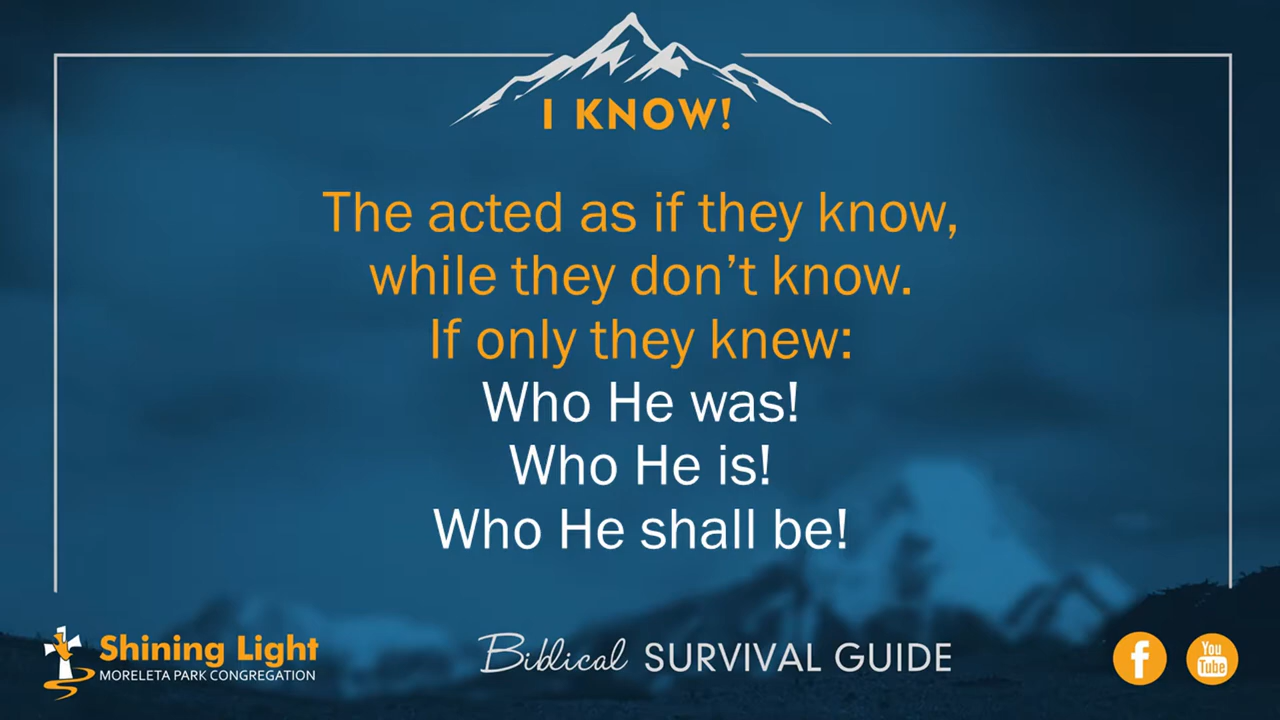 I KNOW!
The acted as if they know,
while they don't know.
If only they knew:
Who He was!
Who He is!
Who He shall be!
Shining Light
MORELETA PARK CONGREGATION
Biblical SURVIVAL GUIDE
f
You
Tube